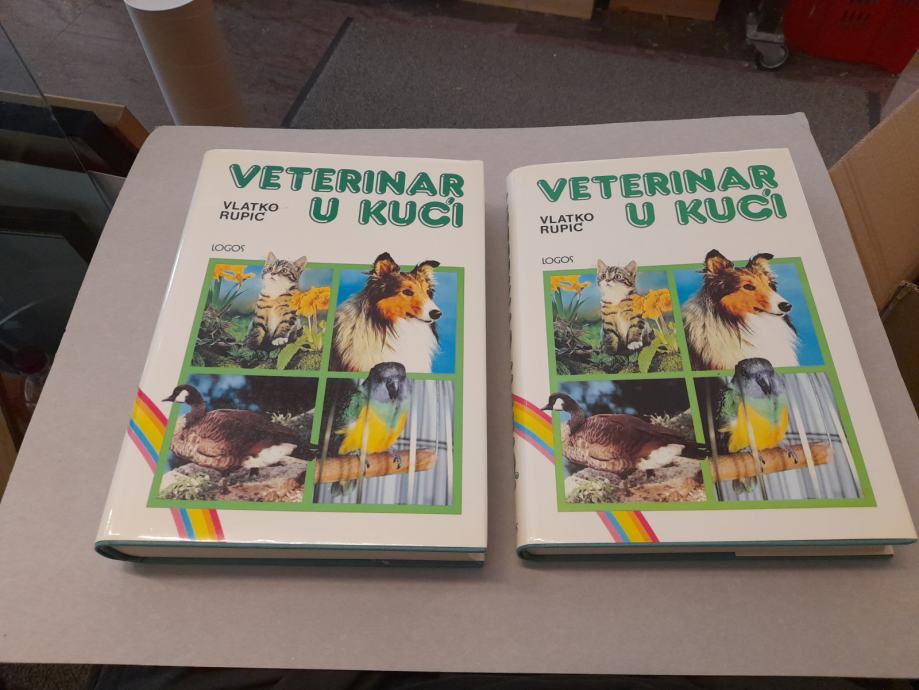 VETERINAR
U KUĆI
VLATKO
RUPIĆ
LOGOS
VETERINAR
U KUĆI
VLATKO
RUPIĆ
LOGOS